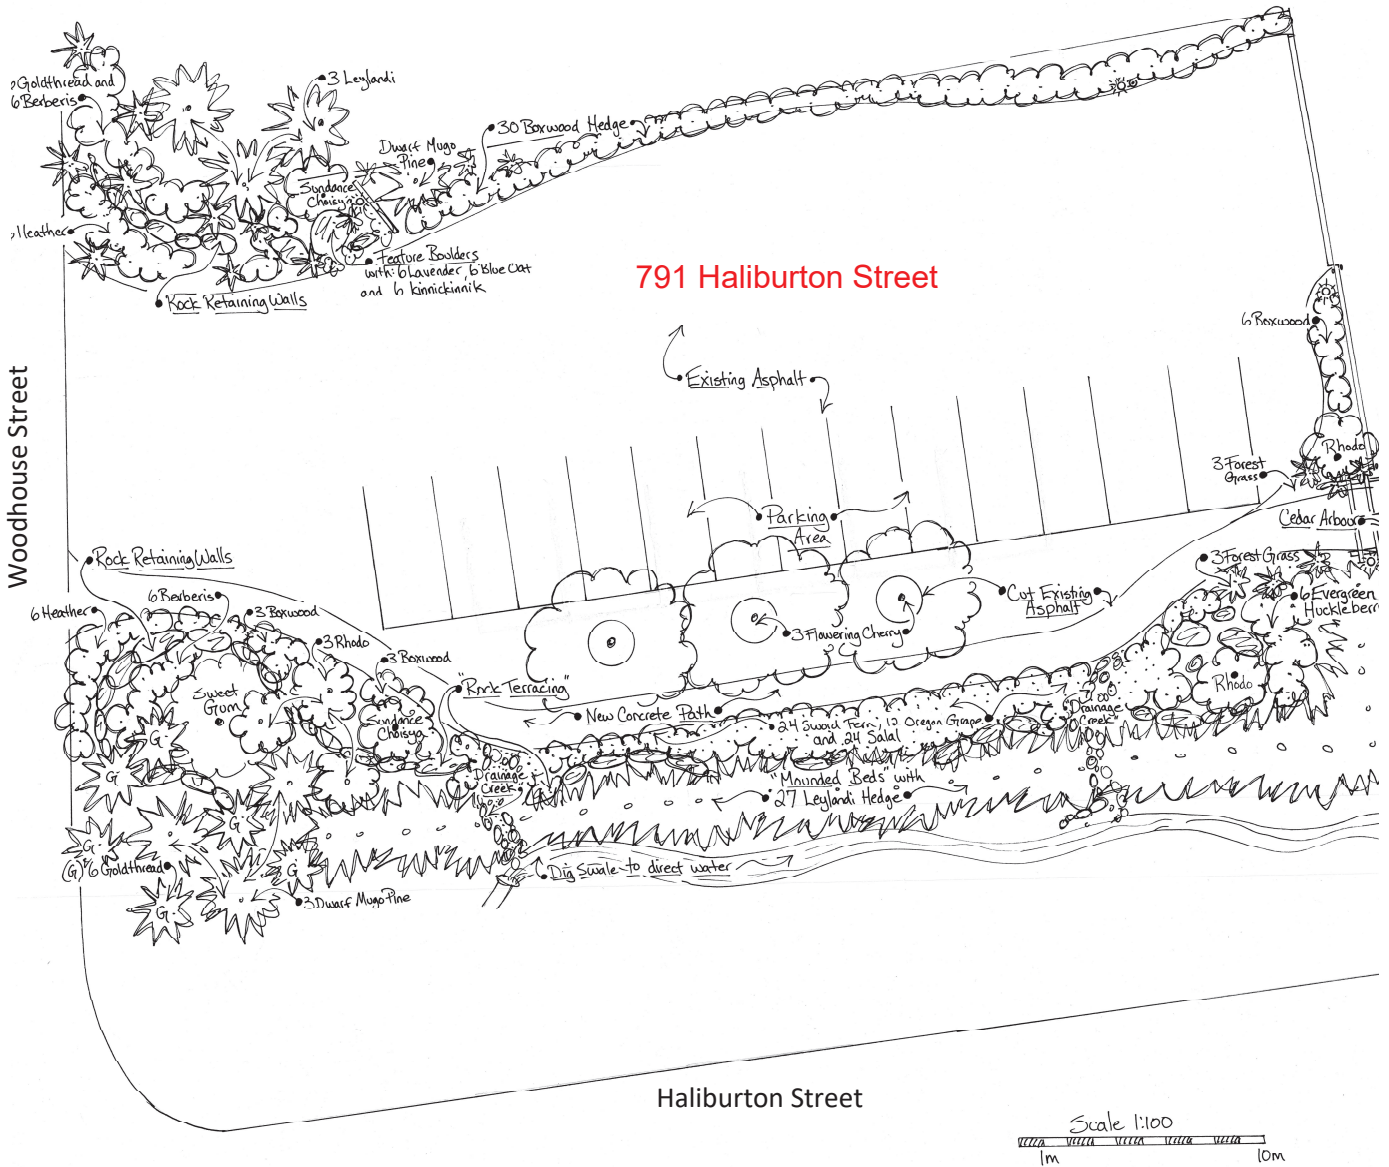 Goldthread and
6 Berberis
3 Leylandi
30 Boxwood Hedge
Dwarf Mugo
Pine
Sundance
Choisya
Heather
Feature Boulders
with 6 Lavender, 6 Blue Oat
and 6 kinnickinnik
Rock Retaining Walls
791 Haliburton Street
6 Boxwood
Existing Asphalt
Woodhouse Street
Rhodo
3 Forest
Grass
Parking
Area
Cedar Arbour
Rock Retaining Walls
3 Forest Grass
6 Berberis
6 Heather
3 Boxwood
Cut Existing
Asphalt
6 Evergreen
Huckleberr
3 Flowering Cherry
3 Rhodo
3 Boxwood
"Rock Terracing"
Sweet
Gum
Rhodo
New Concrete Path
Sundance
Choisya
24 Sword Fern, 12 Oregon Grape
and 24 Salal
"Drainage
Creek"
G
Drainage
Creek
"Mounded Beds" with
27 Leylandi Hedge
G
G
G
(G) 6 Goldthread
G
Dig Swale to direct water
3 Dwarf Mugo Pine
G
Haliburton Street
Scale 1:100
1m
10m